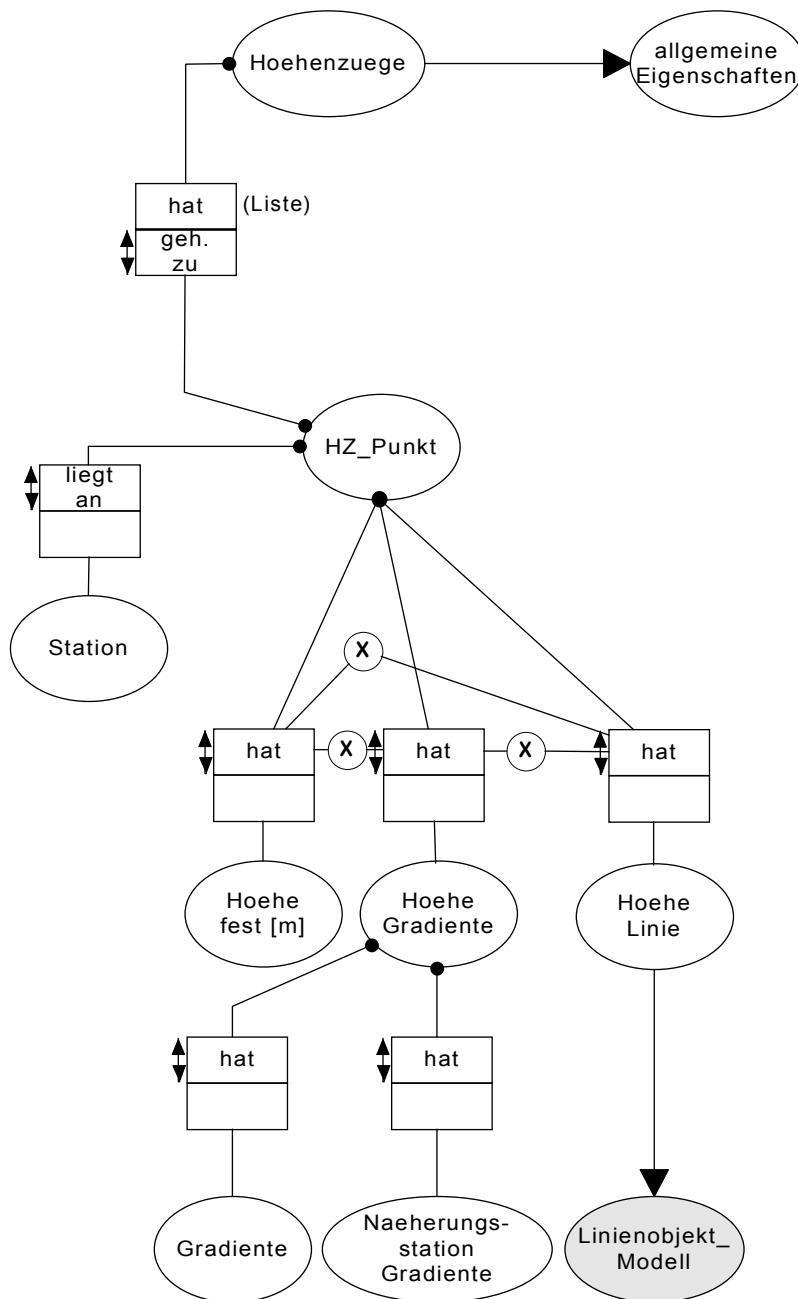 Hoehenzuege
allgemeine
Eigenschaften
hat
(Liste)
geh.
zu
HZ_Punkt
liegt
an
Station
X
X
X
hat
hat
hat
Hoehe
fest [m]
Hoehe
Gradiente
Hoehe
Linie
hat
hat
Gradiente
Naeherungs-
station
Gradiente
Linienobjekt_
Modell